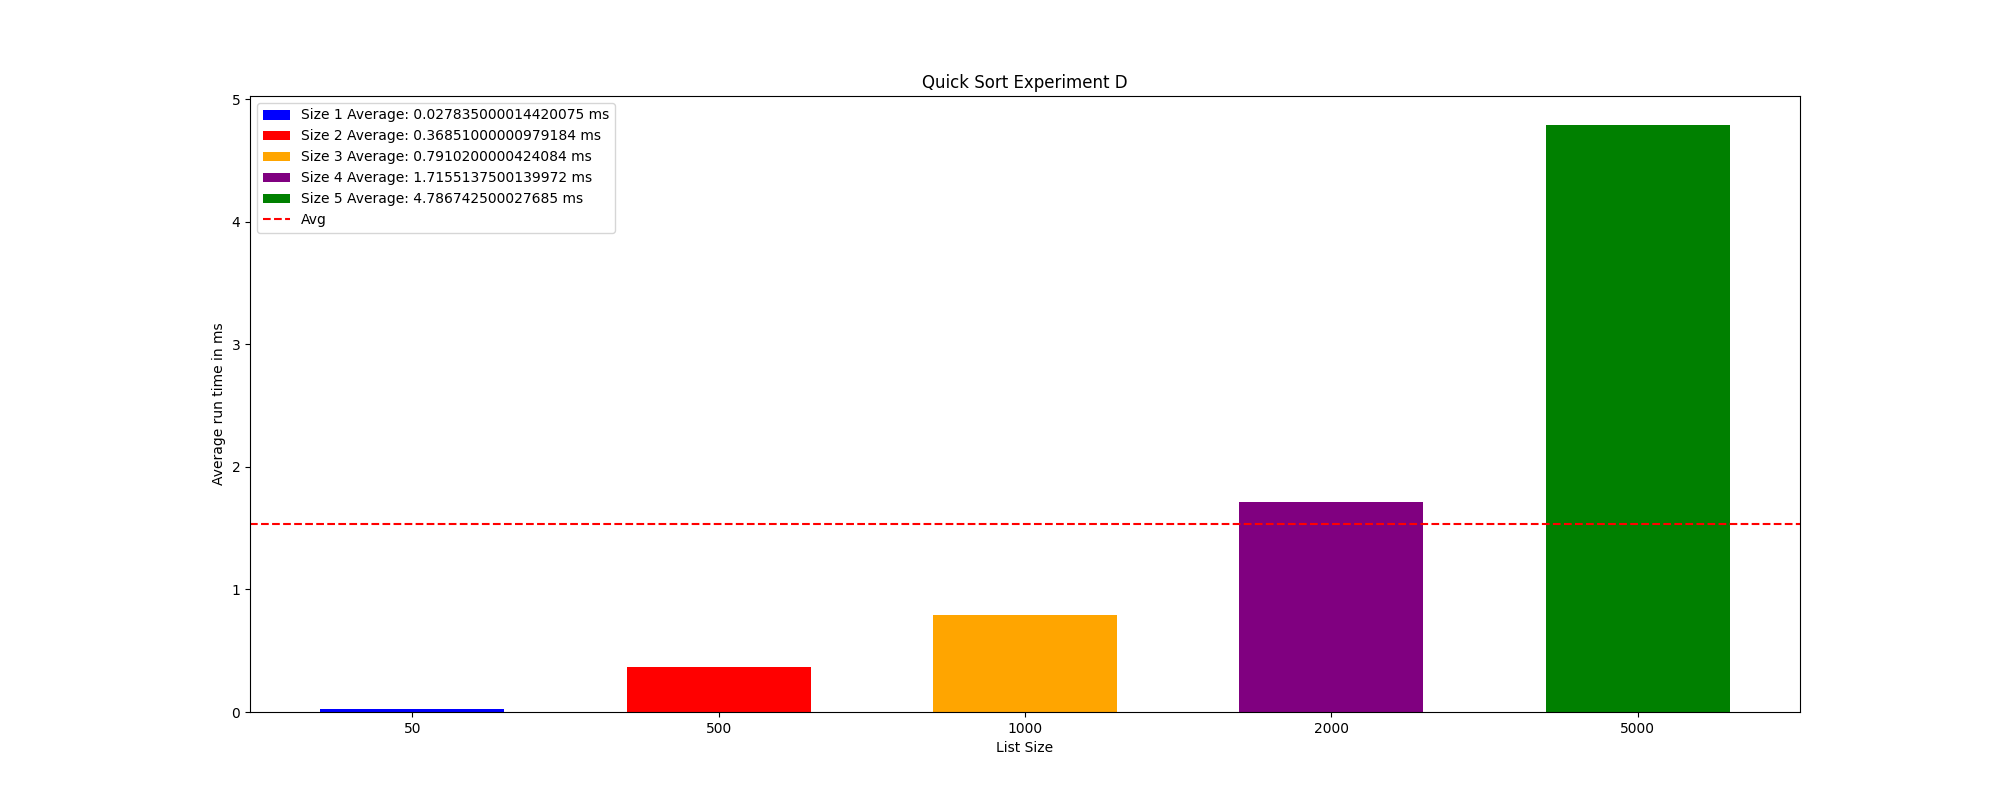 Quick Sort Experiment D
Size 1 Average: 0.027835000014420075 ms
Size 2 Average: 0.36851000000979184 ms
Size 3 Average: 0.7910200000424084 ms
Size 4 Average: 1.7155137500139972 ms
Size 5 Average: 4.786742500027685 ms
Avg
Average run time in ms
5
4
3
2
1
0
50 500 1000 2000 5000
List Size